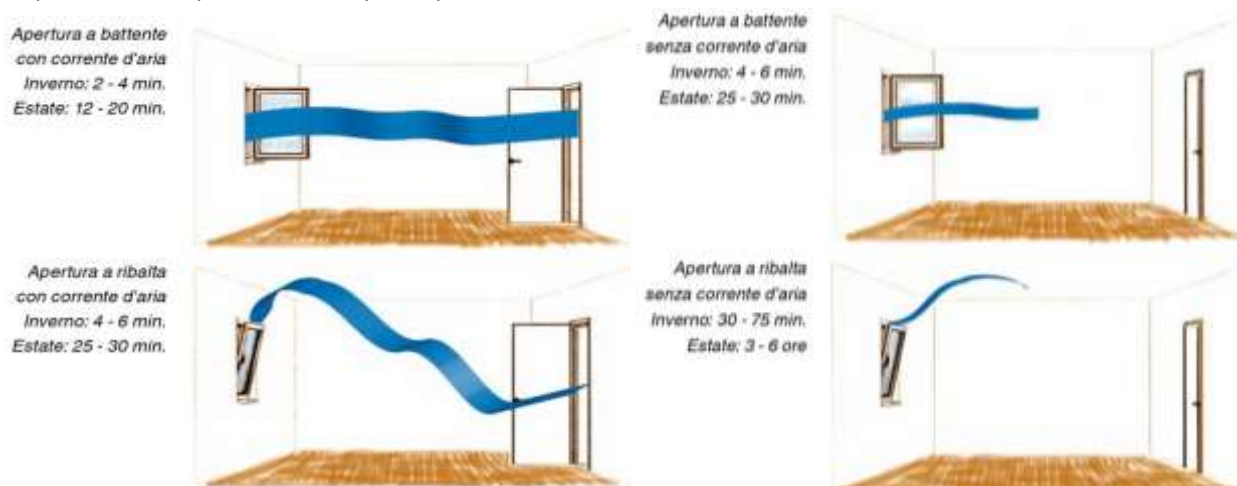 Apertura a battente
con corrente d'aria
Inverno: 2 - 4 min.
Estate: 12 - 20 min.
Apertura a battente
senza corrente d'aria
Inverno: 4 - 6 min.
Estate: 25 - 30 min.
Apertura a ribalta
con corrente d'aria
Inverno: 4 - 6 min.
Estate: 25 - 30 min.
Apertura a ribalta
senza corrente d'aria
Inverno: 30 - 75 min.
Estate: 3 - 6 ore